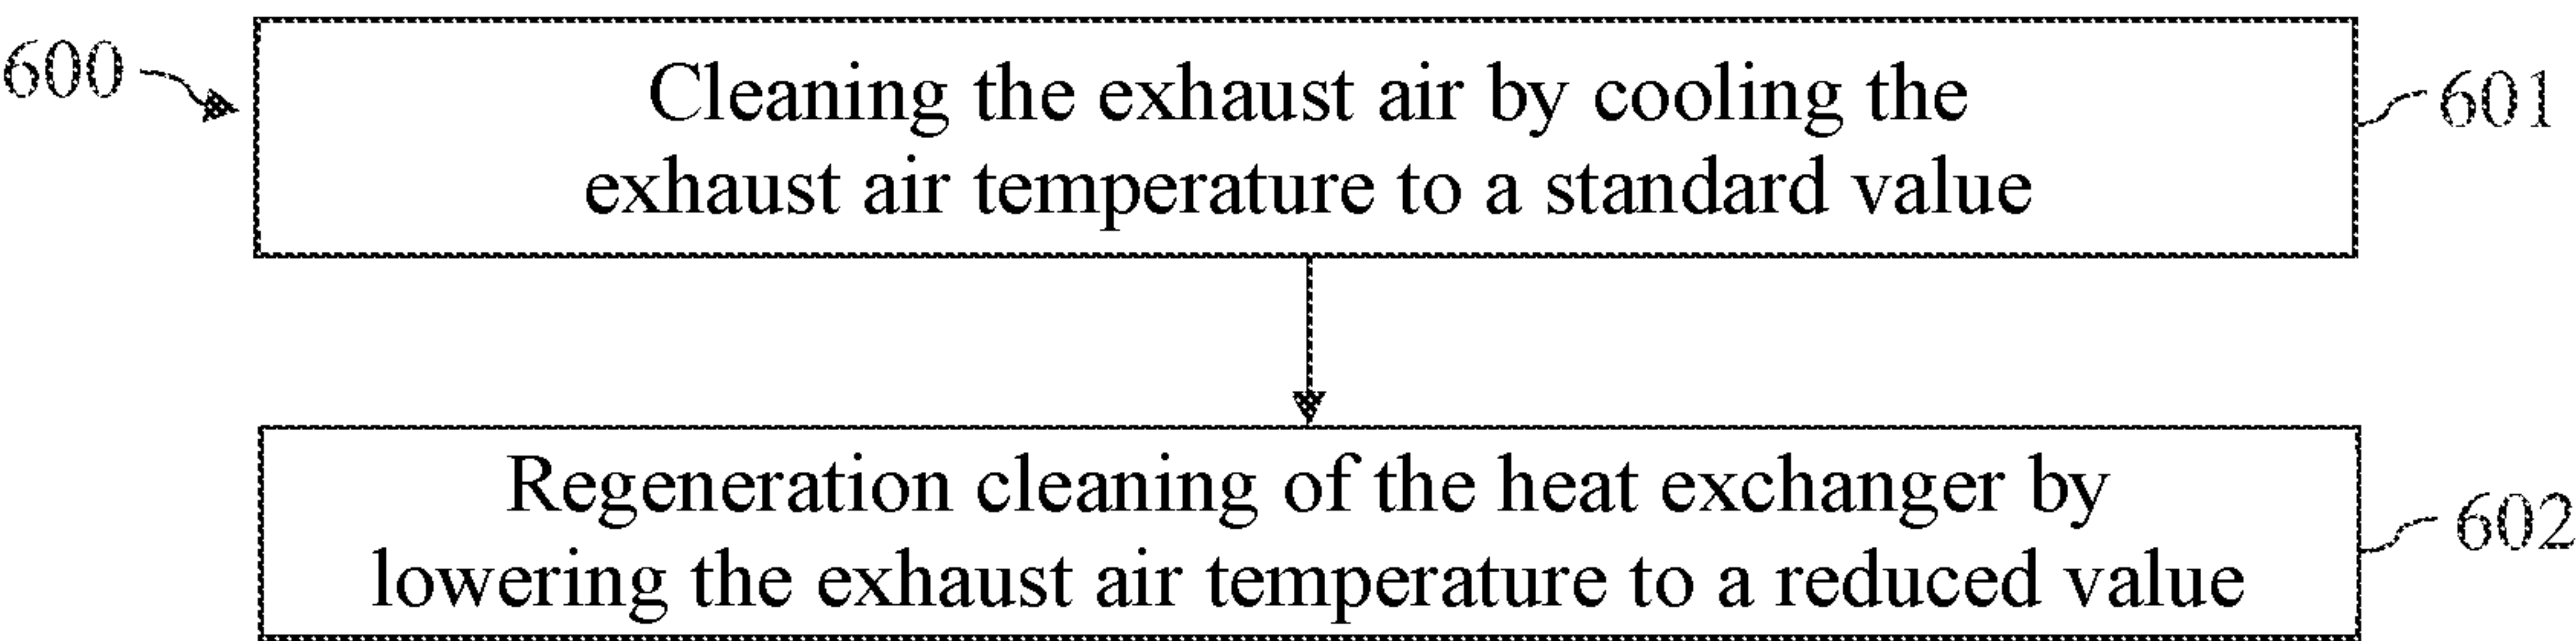 600
Cleaning the exhaust air by cooling the
exhaust air temperature to a standard value
601
Regeneration cleaning of the heat exchanger by
lowering the exhaust air temperature to a reduced value
602